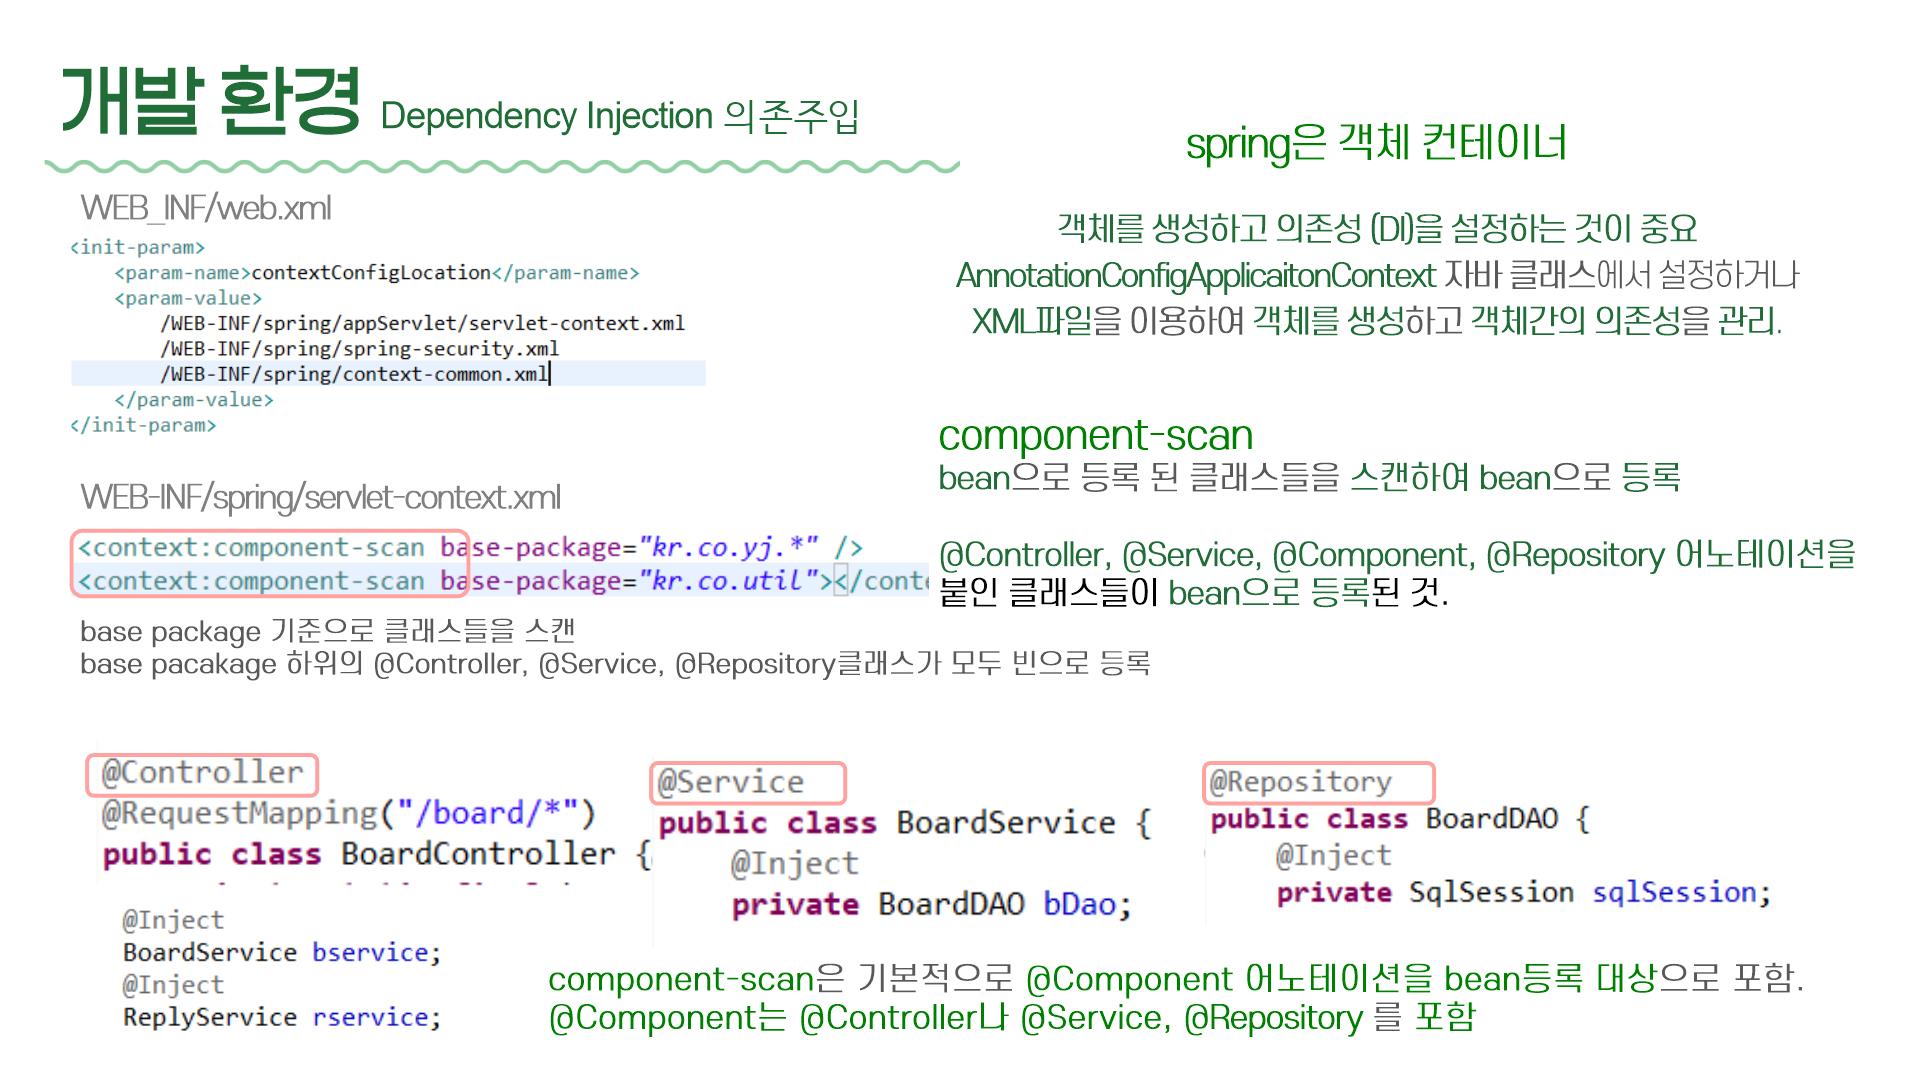 개발 환경 Dependency Injection 의존주입
WEB_INF/web.xml
<init-param>
<param-name>contextConfigLocation</param-name>
<param-value>
/WEB-INF/spring/appServlet/servlet-context.xml
/WEB-INF/spring/spring-security.xml
/WEB-INF/spring/context-common.xml
</param-value>
</init-param>
WEB-INF/spring/servlet-context.xml
<context:component-scan base-package="kr.co.yj.*" />
<context:component-scan base-package="kr.co.util"></conte
base package 기준으로 클래스들을 스캔
base pacakage 하위의 @Controller, @Service, @Repository클래스가 모두 빈으로 등록
spring은 객체 컨테이너
객체를 생성하고 의존성 (DI)을 설정하는 것이 중요
AnnotationConfigApplicaitonContext 자바 클래스에서 설정하거나
XML파일을 이용하여 객체를 생성하고 객체간의 의존성을 관리.
component-scan
bean으로 등록 된 클래스들을 스캔하여 bean으로 등록
@Controller, @Service, @Component, @Repository 어노테이션을
붙인 클래스들이 bean으로 등록된 것.
@Controller
@RequestMapping("/board/*")
public class BoardController {
@Inject
BoardService bservice;
@Inject
ReplyService rservice;
@Service
public class BoardService {
@Inject
private BoardDAO bDao;
@Repository
public class BoardDAO {
@Inject
private SqlSession sqlSession;
component-scan은 기본적으로 @Component 어노테이션을 bean등록 대상으로 포함.
@Component는 @Controller나 @Service, @Repository 를 포함